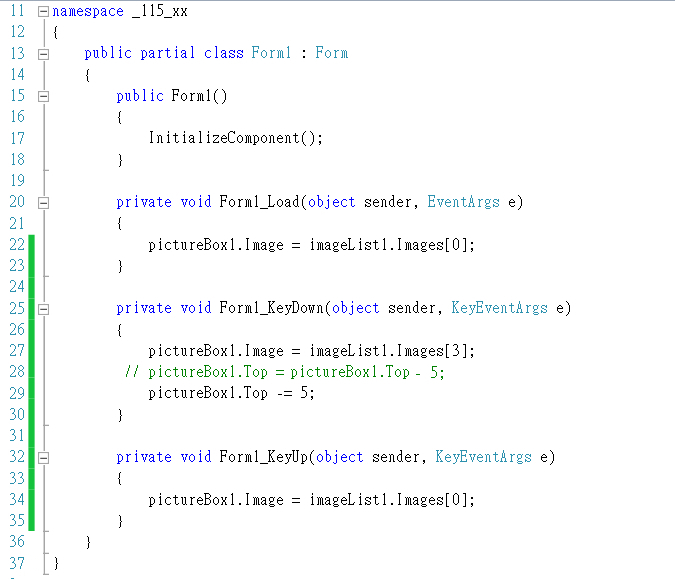 11 namespace _115_xx
12 {
13     public partial class Form1 : Form
14     {
15         public Form1()
16         {
17             InitializeComponent();
18         }
19
20         private void Form1_Load(object sender, EventArgs e)
21         {
22             pictureBox1.Image = imageList1.Images[0];
23         }
24
25         private void Form1_KeyDown(object sender, KeyEventArgs e)
26         {
27             pictureBox1.Image = imageList1.Images[3];
28          // pictureBox1.Top = pictureBox1.Top - 5;
29             pictureBox1.Top -= 5;
30         }
31
32         private void Form1_KeyUp(object sender, KeyEventArgs e)
33         {
34             pictureBox1.Image = imageList1.Images[0];
35         }
36     }
37 }